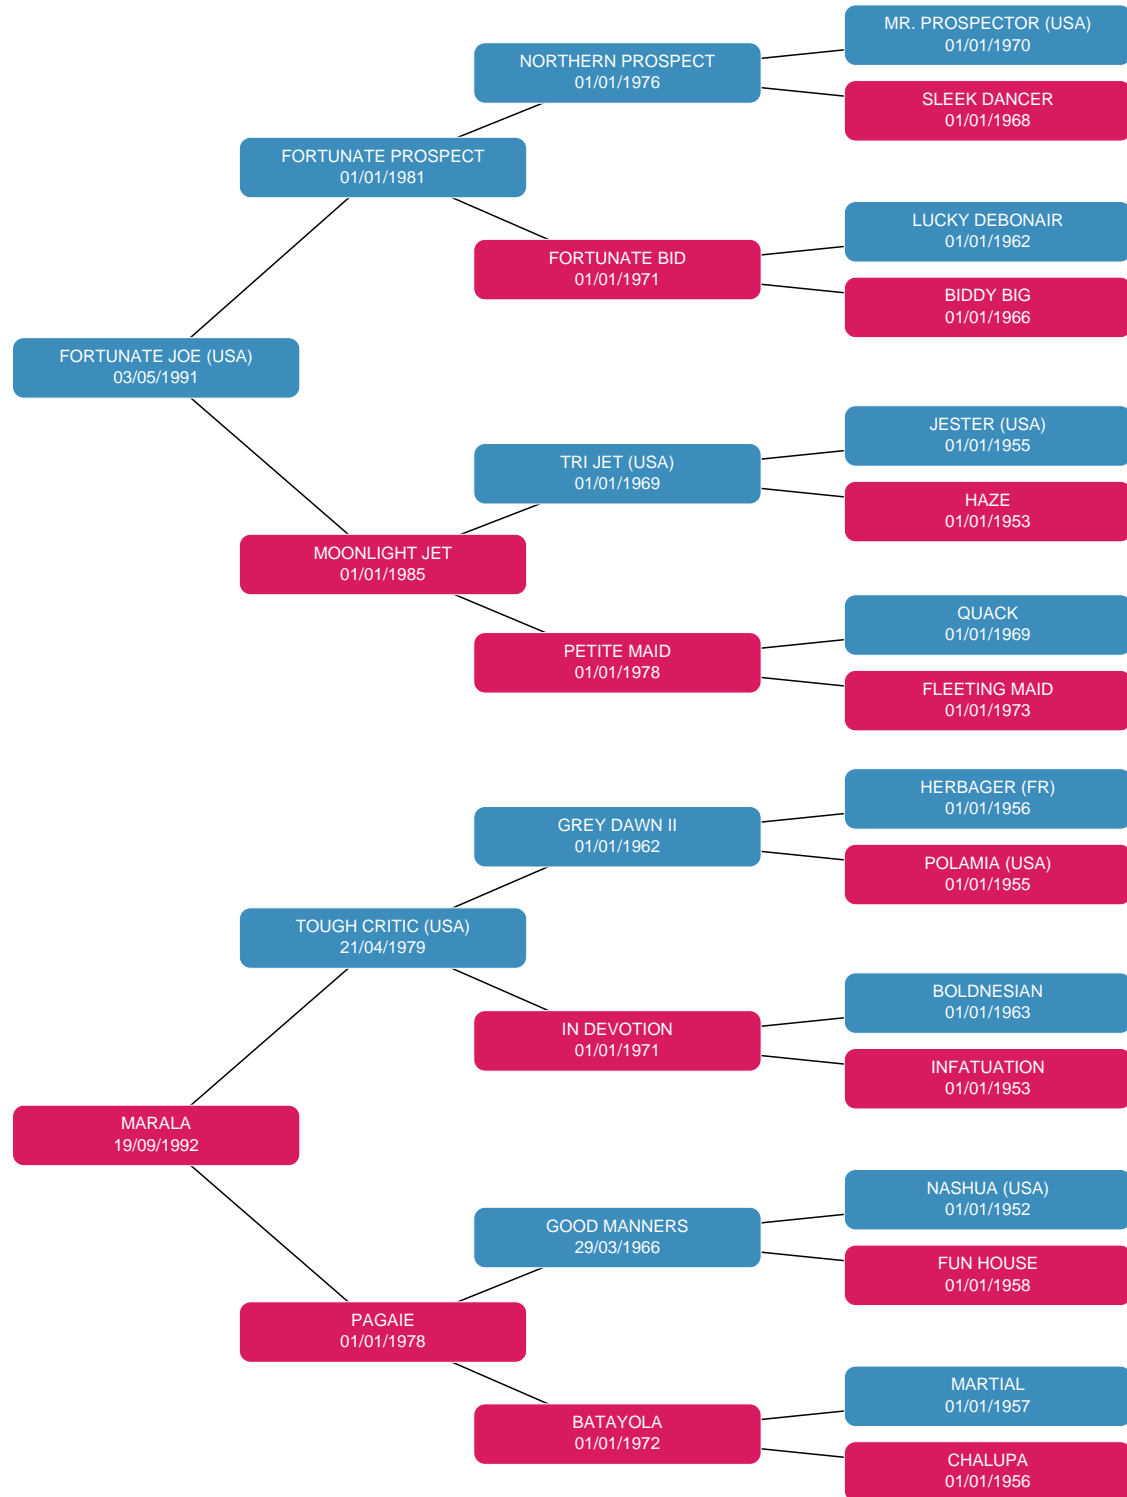 MR. PROSPECTOR (USA)
01/01/1970
NORTHERN PROSPECT
01/01/1976
SLEEK DANCER
01/01/1968
FORTUNATE PROSPECT
01/01/1981
LUCKY DEBONAIR
01/01/1962
FORTUNATE BID
01/01/1971
BIDDY BIG
01/01/1966
FORTUNATE JOE (USA)
03/05/1991
JESTER (USA)
01/01/1955
TRI JET (USA)
01/01/1969
HAZE
01/01/1953
MOONLIGHT JET
01/01/1985
QUACK
01/01/1969
PETITE MAID
01/01/1978
FLEETING MAID
01/01/1973
HERBAGER (FR)
01/01/1956
GREY DAWN II
01/01/1962
POLAMIA (USA)
01/01/1955
TOUGH CRITIC (USA)
21/04/1979
BOLDNESIAN
01/01/1963
IN DEVOTION
01/01/1971
INFATUATION
01/01/1953
MARALA
19/09/1992
NASHUA (USA)
01/01/1952
GOOD MANNERS
29/03/1966
FUN HOUSE
01/01/1958
PAGAIE
01/01/1978
MARTIAL
01/01/1957
BATAYOLA
01/01/1972
CHALUPA
01/01/1956